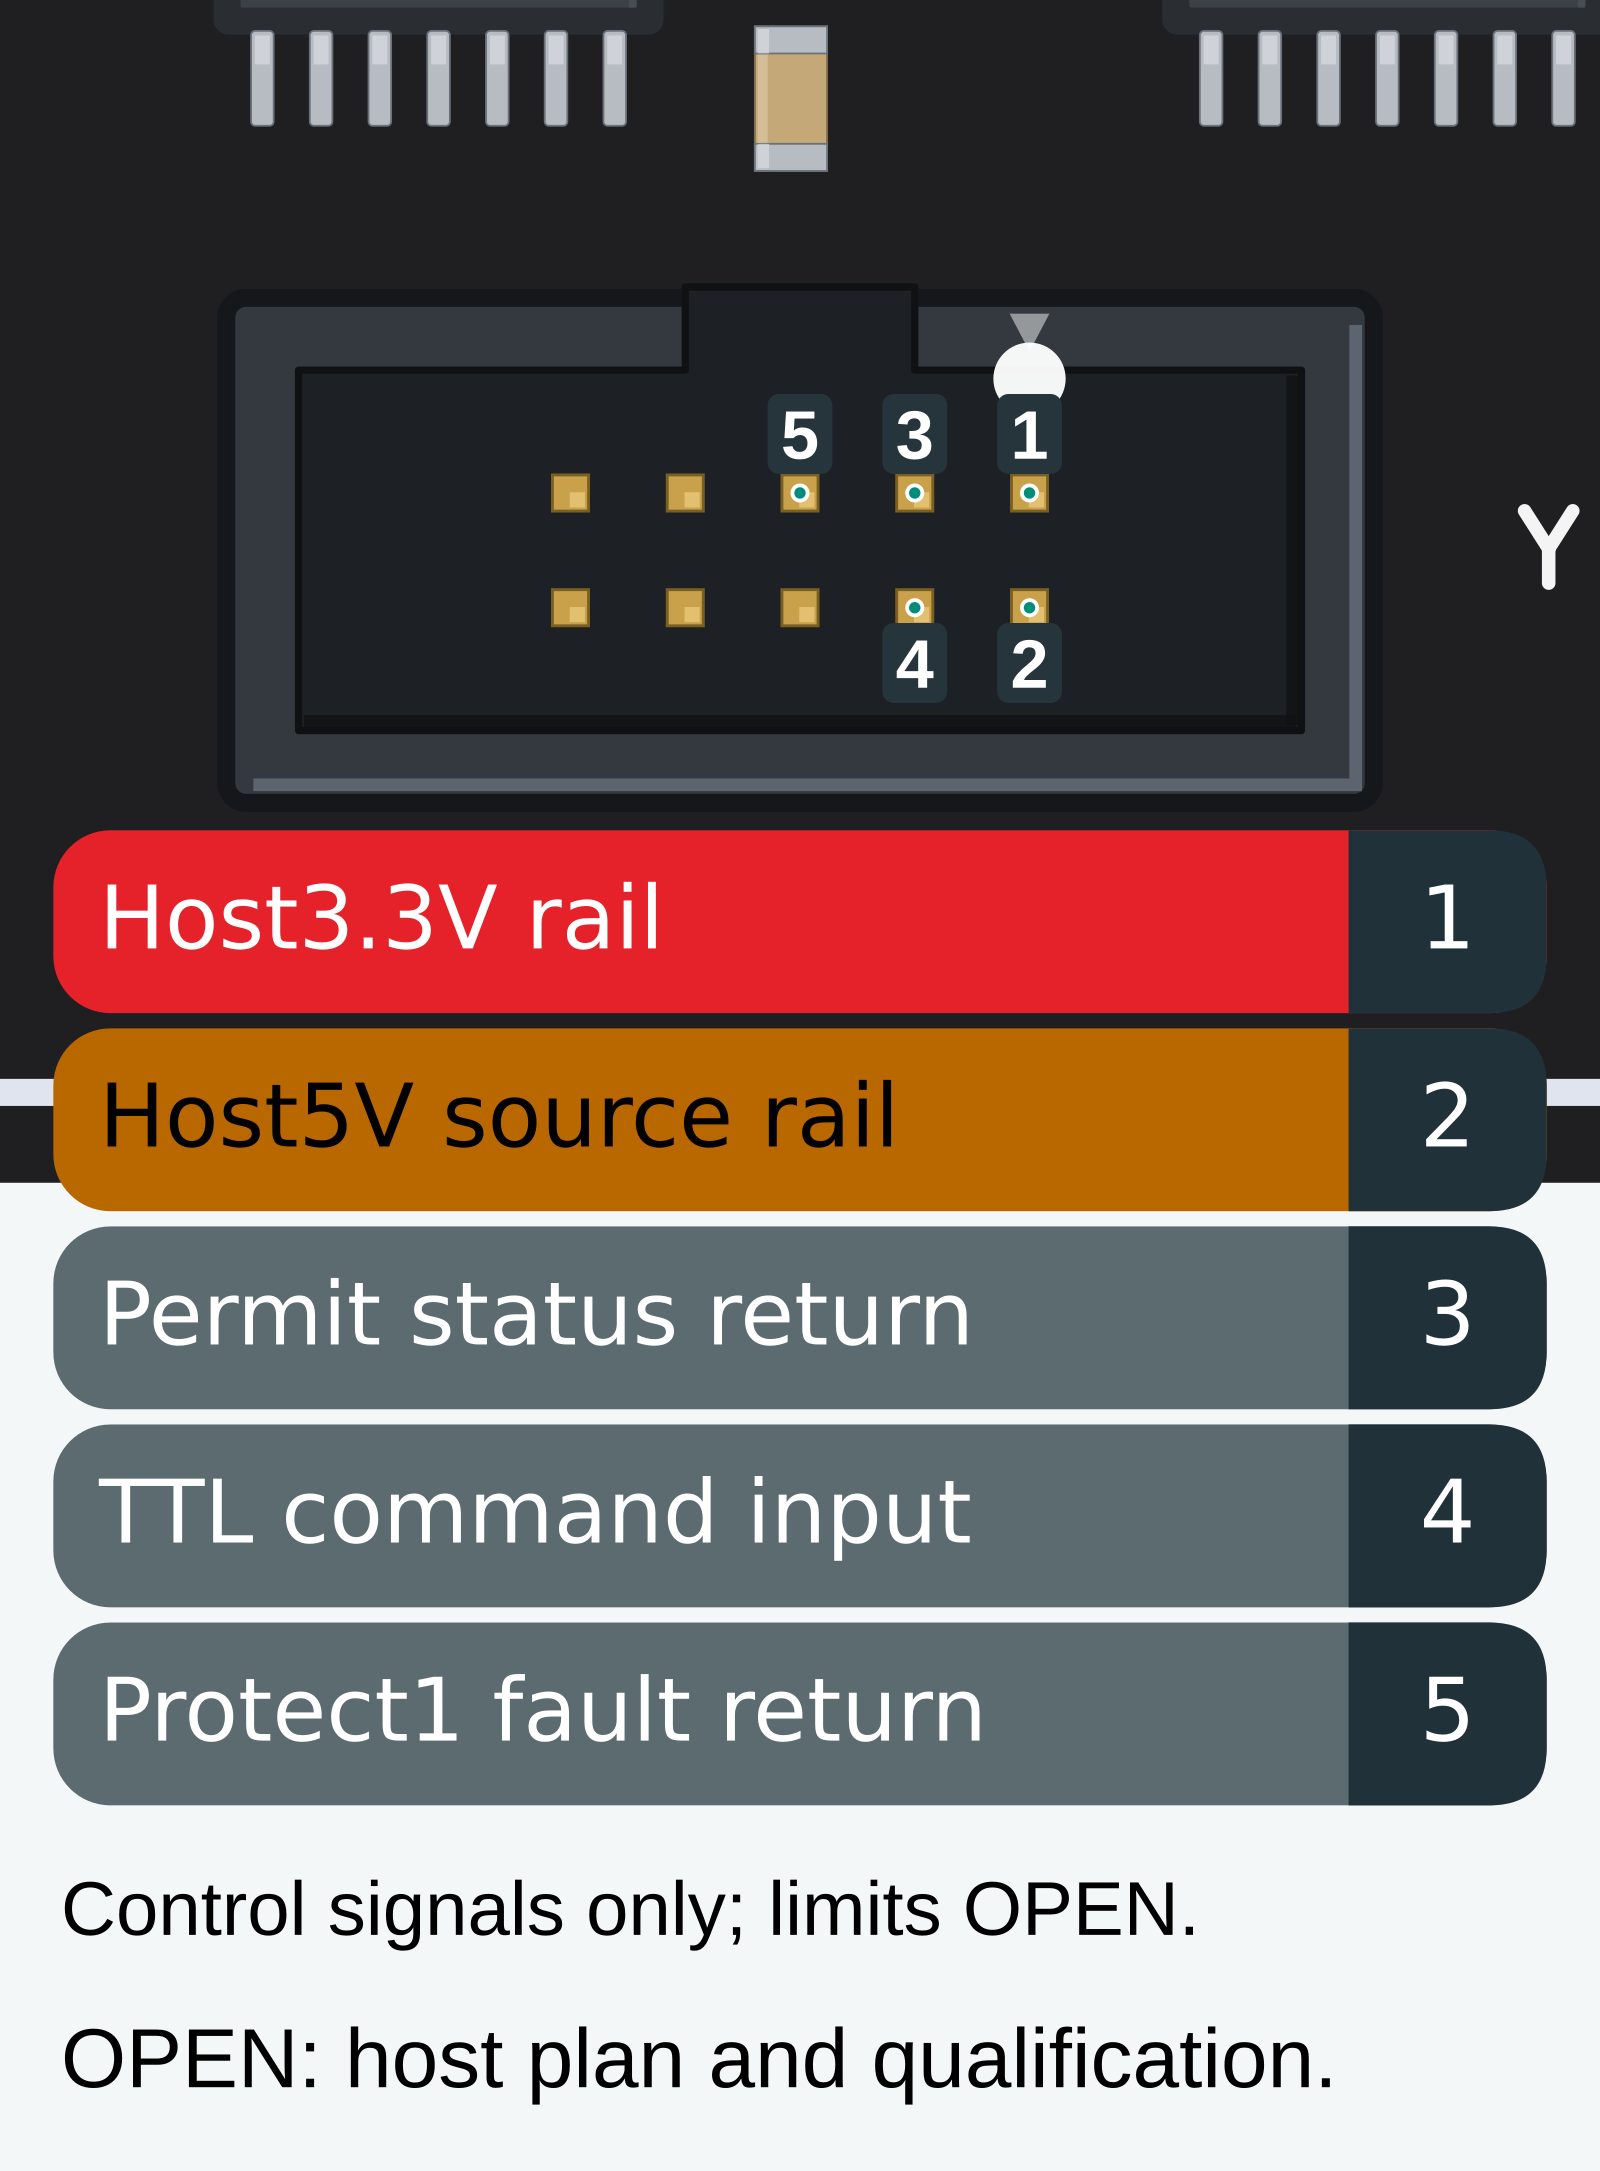 5 3 1
Y
4 2
Host3.3V rail 1
Host5V source rail 2
Permit status return 3
TTL command input 4
Protect1 fault return 5
Control signals only; limits OPEN.
OPEN: host plan and qualification.